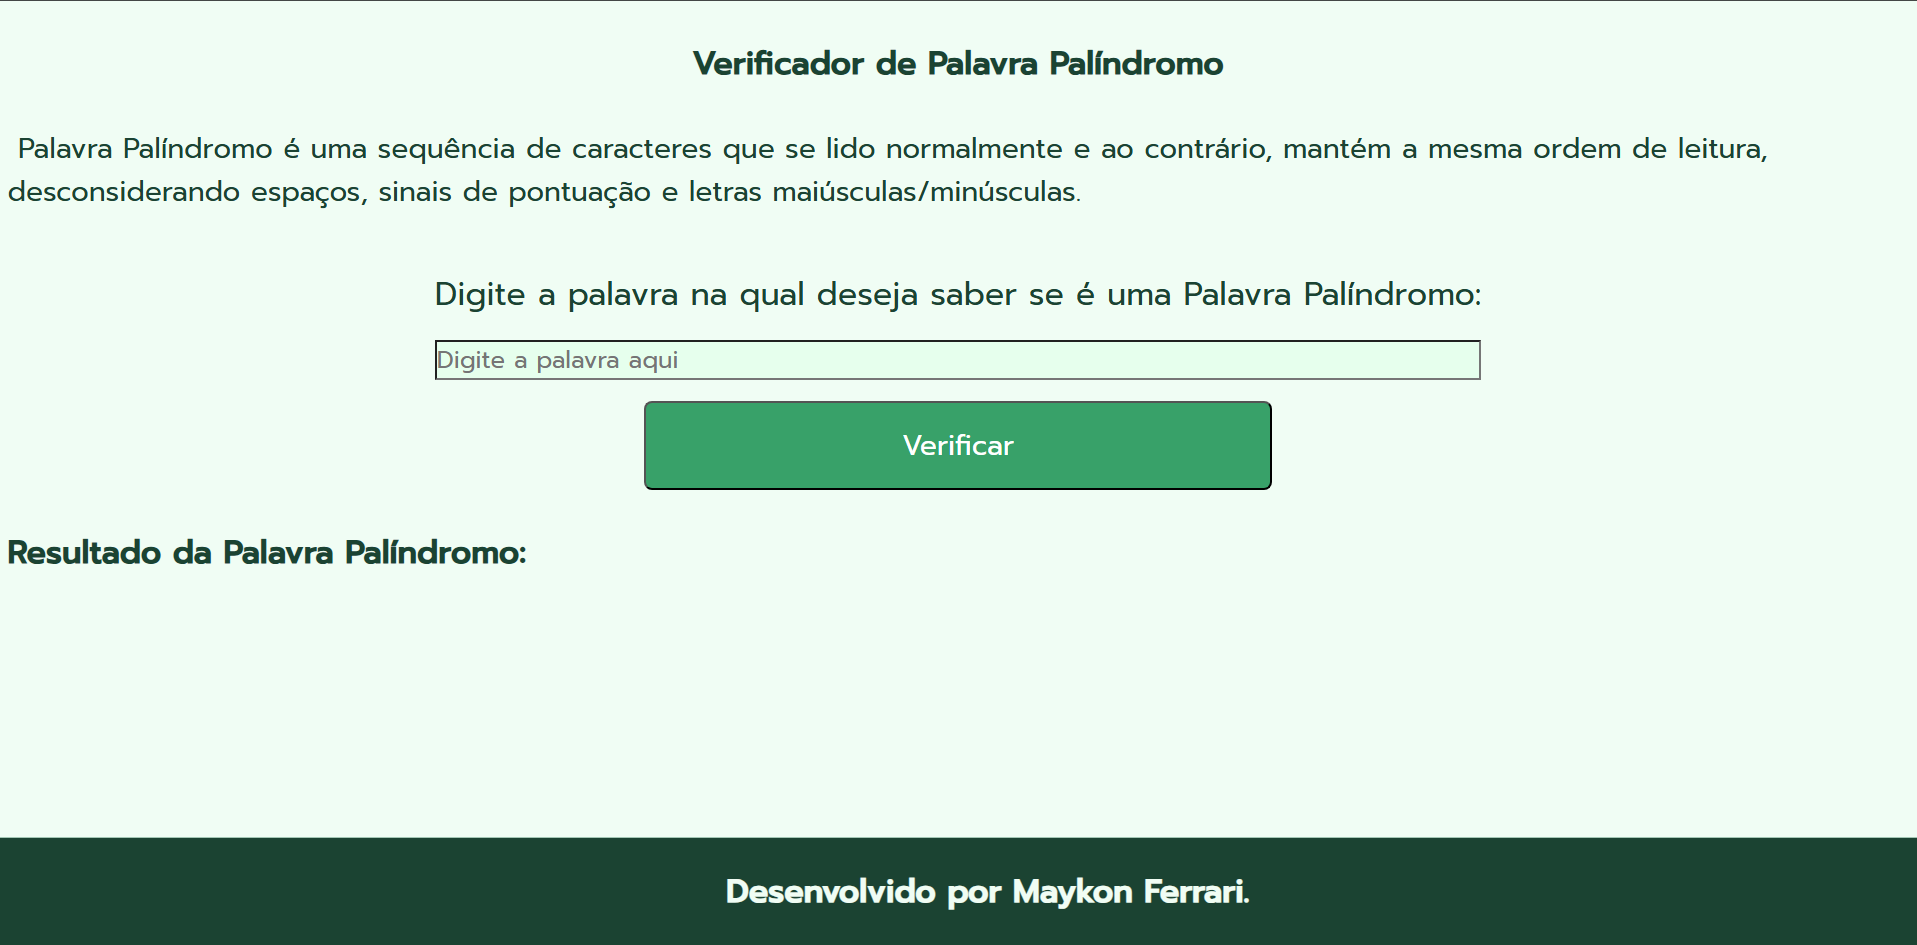 Verificador de Palavra Palíndromo
Palavra Palíndromo é uma sequência de caracteres que se lido normalmente e ao contrário, mantém a mesma ordem de leitura,
desconsiderando espaços, sinais de pontuação e letras maiúsculas/minúsculas.
Digite a palavra na qual deseja saber se é uma Palavra Palíndromo:
Digite a palavra aqui
Verificar
Resultado da Palavra Palíndromo:
Desenvolvido por Maykon Ferrari.